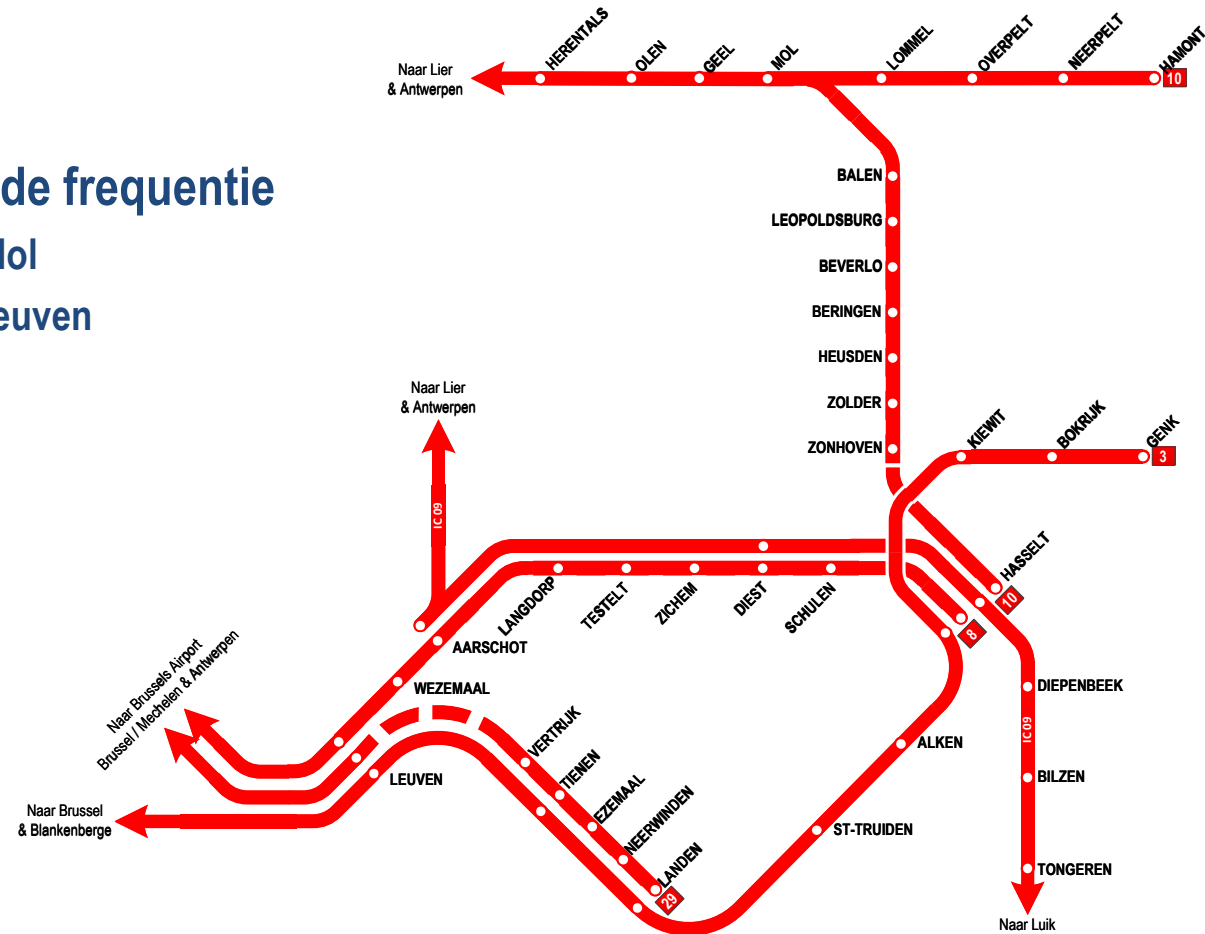 de frequentie
Mol
euven
Naar Lier
& Antwerpen
HERENTALS
OLEN
GEEL
MOL
LOMMEL
OVERPELT
NEERPELT
HAMONT
10
BALEN
LEOPOLDSBURG
BEVERLO
BERINGEN
HEUSDEN
ZOLDER
ZONHOVEN
KIEWIT
BOKRIJK
GENK
3
Naar Lier
& Antwerpen
IC 09
HASSELT
10
8
LANGDORP
TESTELT
ZICHEM
DIEST
SCHULEN
AARSCHOT
WEZEMAAL
Naar Brussels Airport
Brussel / Mechelen & Antwerpen
LEUVEN
Naar Brussel
& Blankenberge
VERTRIJK
TIENEN
EZEMAAL
NEERWINDEN
LANDEN
29
ST-TRUIDEN
ALKEN
DIEPENBEEK
IC 09
BILZEN
TONGEREN
Naar Luik